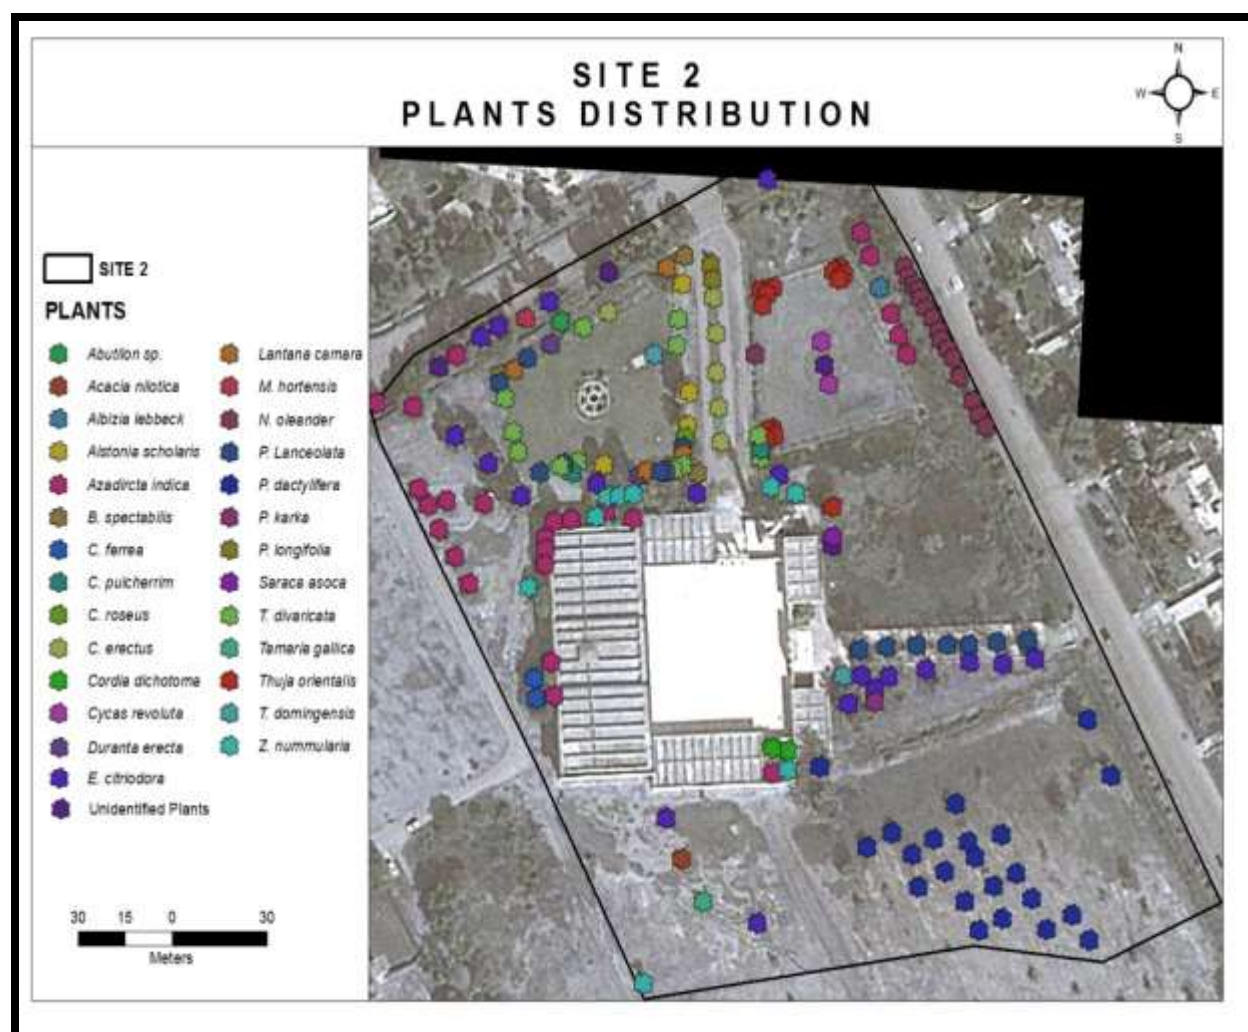 SITE 2
PLANTS DISTRIBUTION
N
W
E
S
SITE 2
PLANTS
Abutilon sp.
Acacia nilotica
Albizia lebbeck
Alstonia scholaris
Azadircta indica
B. spectabilis
C. ferrea
C. pulcherrim
C. roseus
C. erectus
Cordia dichotoma
Cycas revoluta
Duranta erecta
E. citriodora
Unidentified Plants
Lantana camara
M. hortensis
N. oleander
P. Lanceolata
P. dactylifera
P. karka
P. longifolia
Saraca asoca
T. divaricata
Tamarix gallica
Thuja orientalis
T. domingensis
Z. nummularia
30 15 0 30
Meters